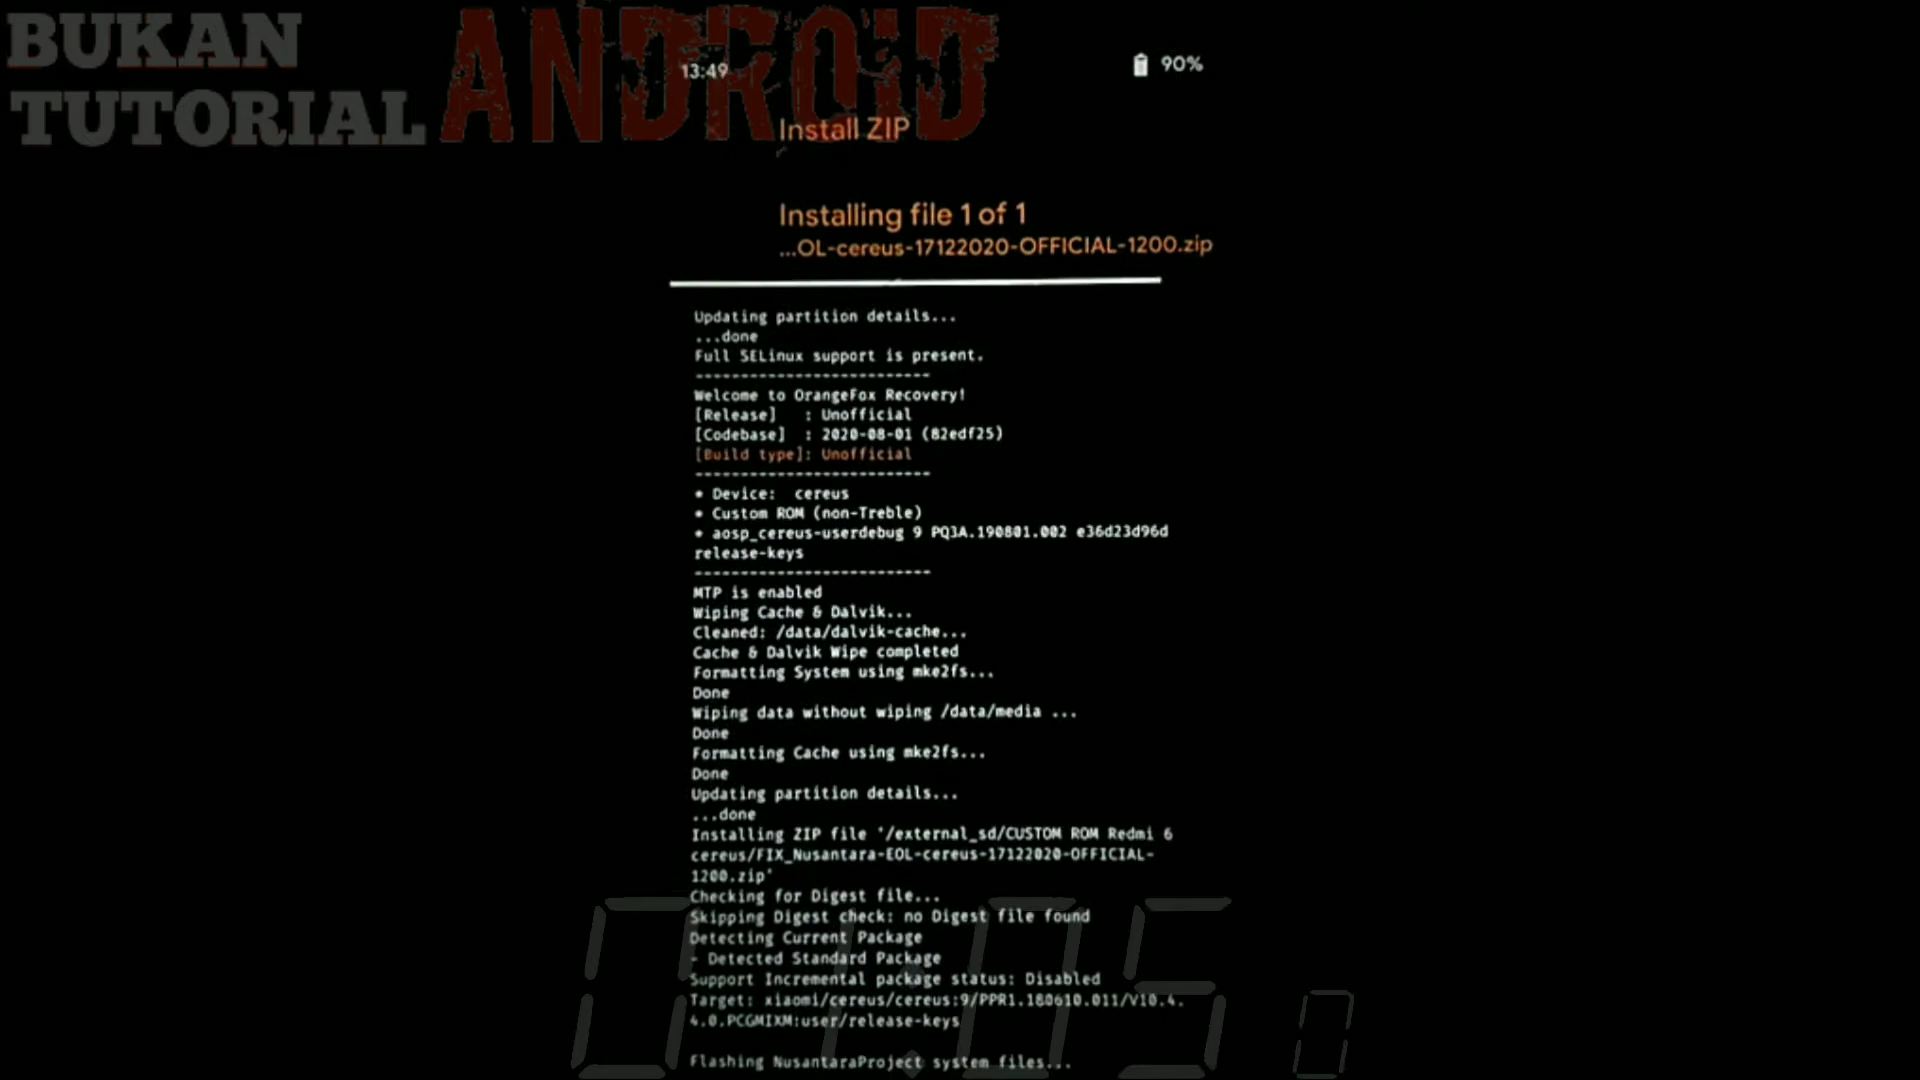 BUKAN
TUTORIAL ANDROID
13:49
90%
Install ZIP
Installing file 1 of 1
...OL-cereus-17122020-OFFICIAL-1200.zip
Updating partition details...
...done
Full SELinux support is present.
--------------------------
Welcome to OrangeFox Recovery!
[Release]   : Unofficial
[Codebase]  : 2020-08-01 (82edf25)
[Build type]: Unofficial
--------------------------
* Device:  cereus
* Custom ROM (non-Treble)
* aosp_cereus-userdebug 9 PQ3A.190801.002 e36d23d96d
release-keys
--------------------------
MTP is enabled
Wiping Cache & Dalvik...
Cleaned: /data/dalvik-cache...
Cache & Dalvik Wipe completed
Formatting System using mke2fs...
Done
Wiping data without wiping /data/media ...
Done
Formatting Cache using mke2fs...
Done
Updating partition details...
...done
Installing ZIP file '/external_sd/CUSTOM ROM Redmi 6
cereus/FIX_Nusantara-EOL-cereus-17122020-OFFICIAL-
1200.zip'
Checking for Digest file...
Skipping Digest check: no Digest file found
Detecting Current Package
- Detected Standard Package
Support Incremental package status: Disabled
Target: xiaomi/cereus/cereus:9/PPR1.180610.011/V10.4.
4.0.PCGMIXM:user/release-keys
Flashing NusantaraProject system files...